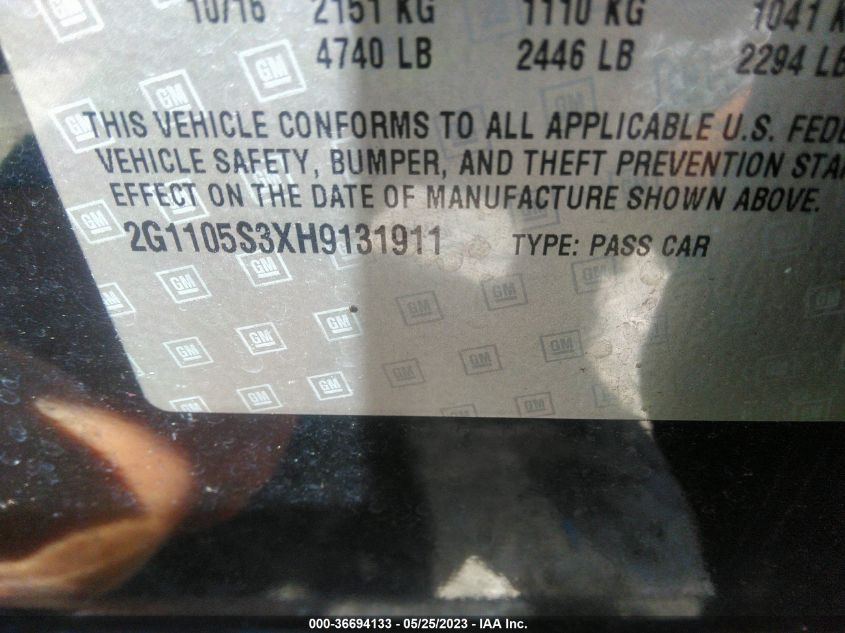 10/16 2151 KG 1110 KG 1041 K
4740 LB 2446 LB 2294 LB
THIS VEHICLE CONFORMS TO ALL APPLICABLE U.S. FEDE
VEHICLE SAFETY, BUMPER, AND THEFT PREVENTION STA
EFFECT ON THE DATE OF MANUFACTURE SHOWN ABOVE.
2G1105S3XH9131911 TYPE: PASS CAR
000-36694133 - 05/25/2023 - IAA Inc.